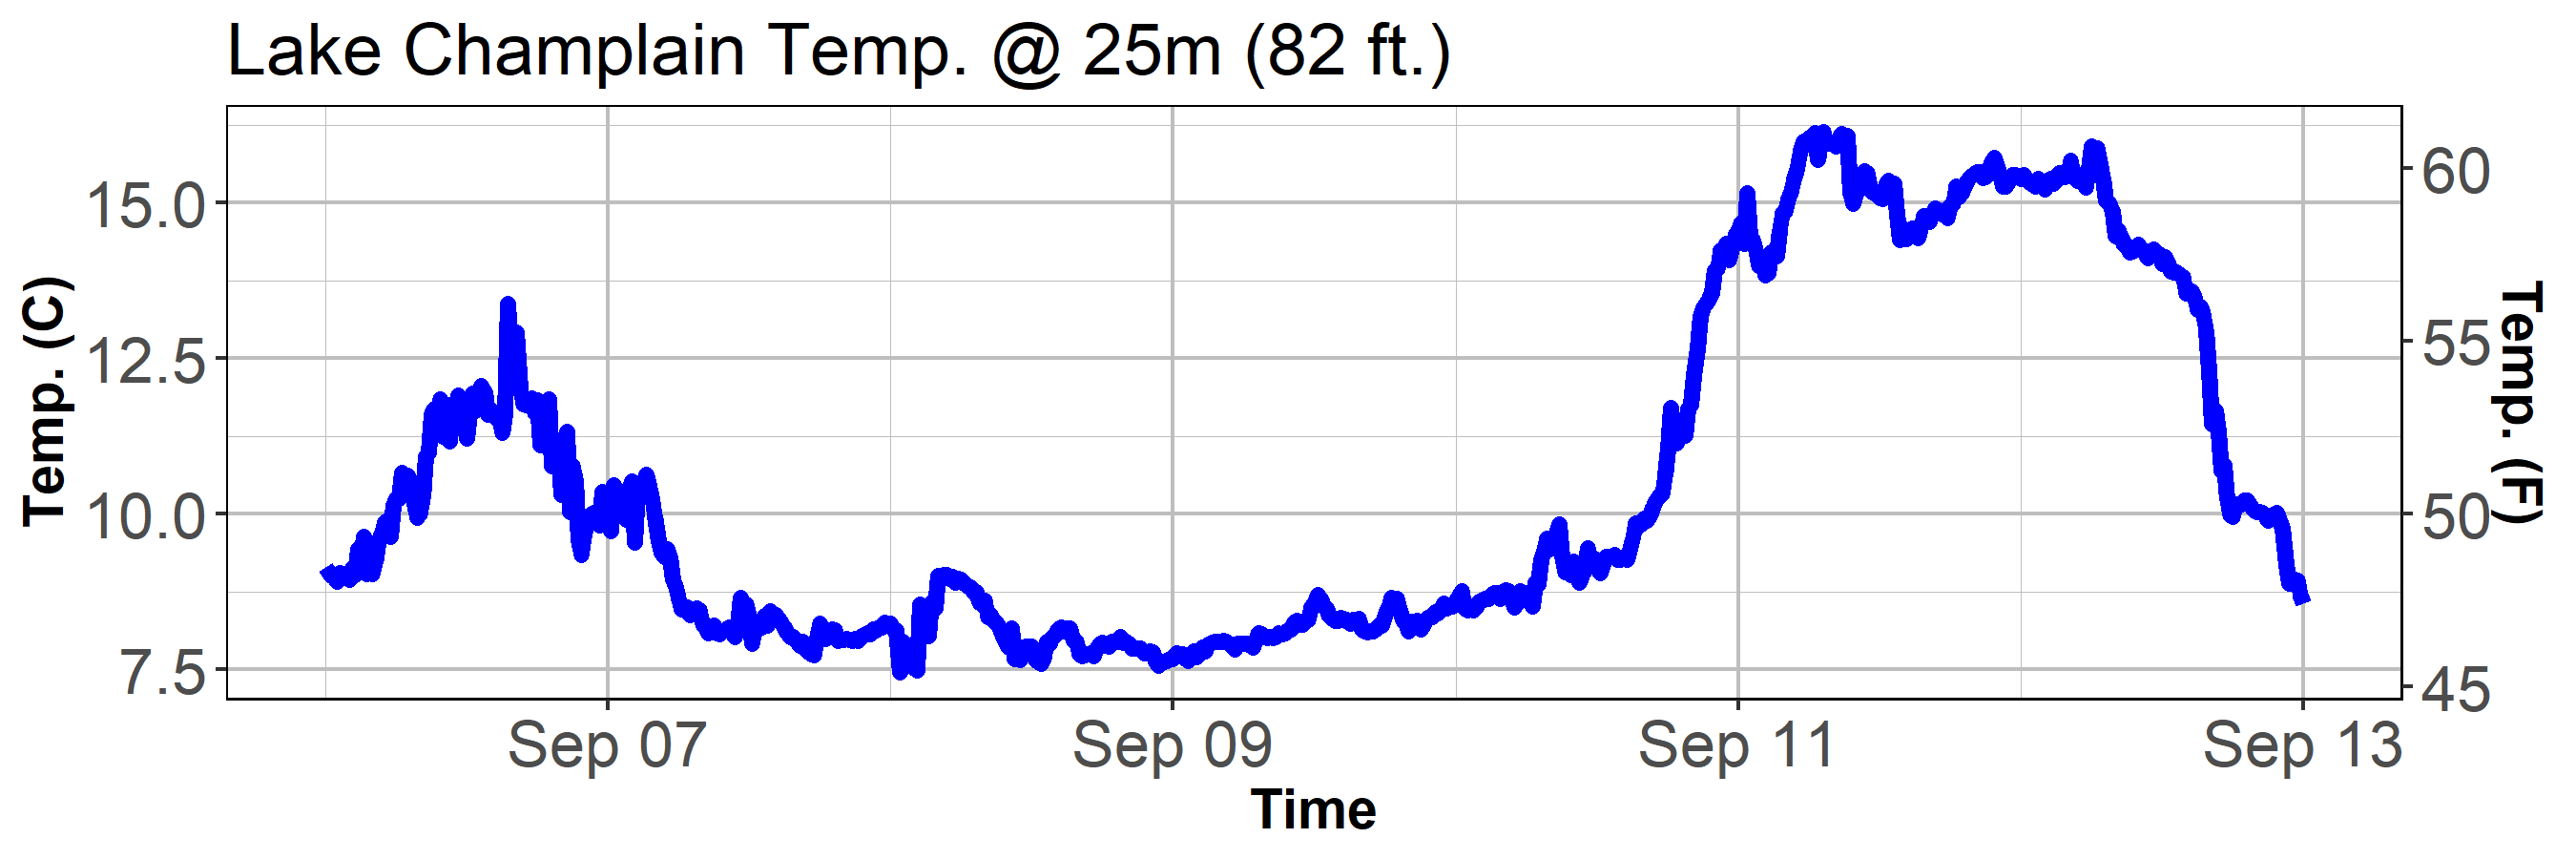 Lake Champlain Temp. @ 25m (82 ft.)
Temp. (C)
15.0
12.5
10.0
7.5
60
55
50
45
Temp. (F)
Sep 07 Sep 09 Sep 11 Sep 13
Time